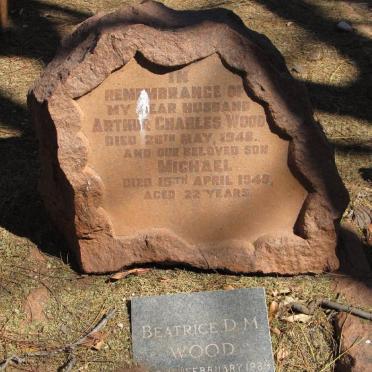 IN
REMEMBRANCE OF
MY DEAR HUSBAND
ARTHUR CHARLES WOOD
DIED 26TH MAY, 1948.
AND OUR BELOVED SON
MICHAEL
DIED 15TH APRIL 1948,
AGED 22 YEARS.
BEATRICE D. M.
WOOD
FEBRUARY